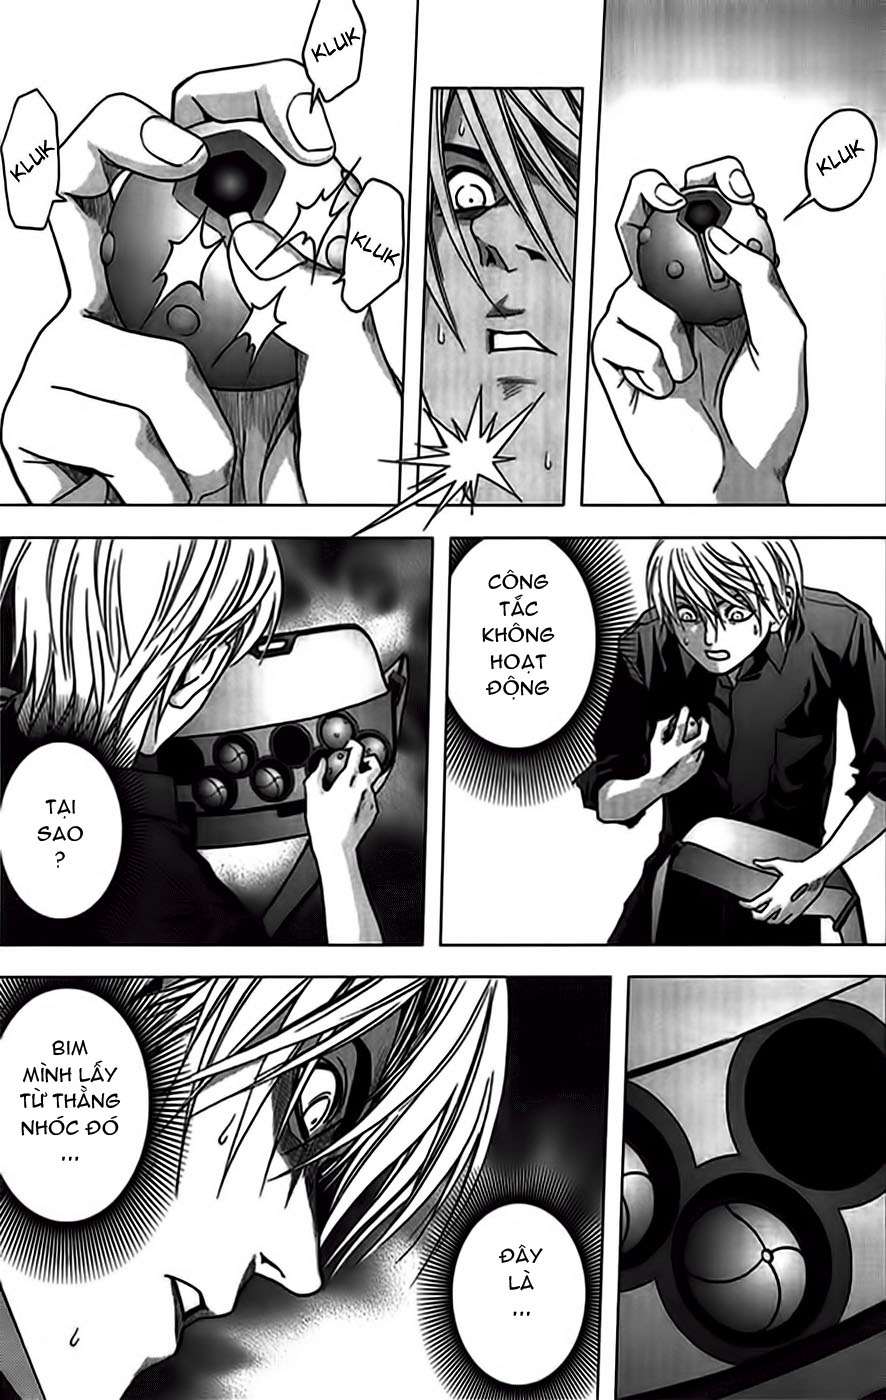 KLUK
KLUK
KLUK
KLUK
CÔNG
TẮC
KHÔNG
HOẠT
ĐỘNG
TẠI
SAO
?
ĐÂY
LÀ
...
BIM
MÌNH LẤY
TỪ THẰNG
NHÓC ĐÓ
...